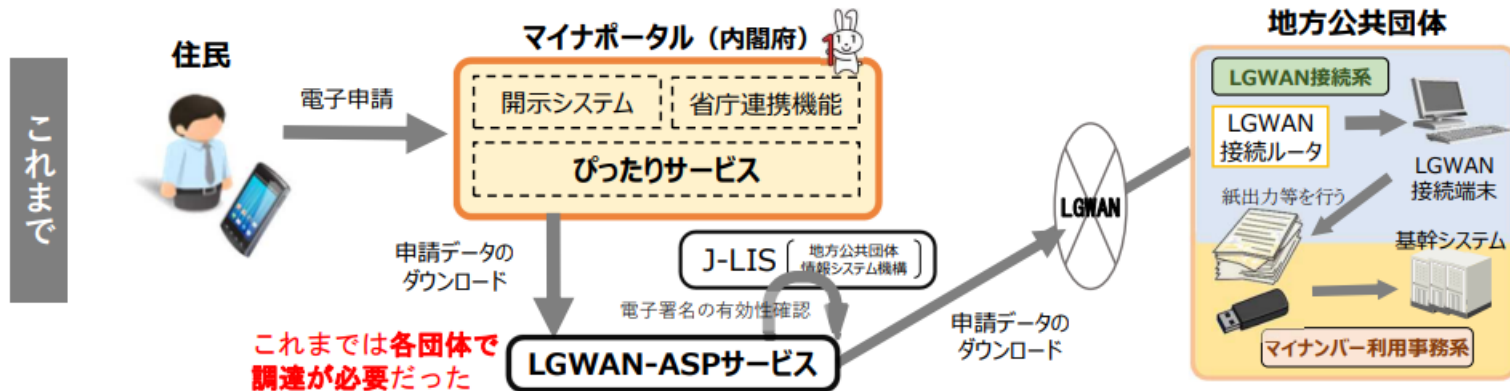 これまで
住民
電子申請
マイナポータル（内閣府）
1
開示システム
省庁連携機能
ぴったりサービス
申請データの
ダウンロード
J-LIS
地方公共団体
情報システム機構
電子署名の有効性確認
これまでは各団体で
調達が必要だった
LGWAN-ASPサービス
申請データの
ダウンロード
LGWAN
地方公共団体
LGWAN接続系
LGWAN
接続ルータ
LGWAN
接続端末
紙出力等を行う
基幹システム
マイナンバー利用事務系